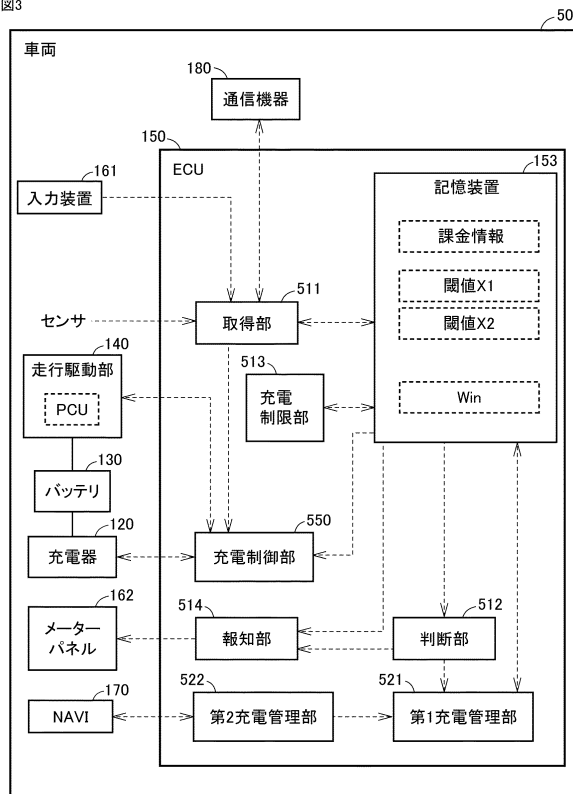 図3
50
車両
180
通信機器
150
ECU
153
記憶装置
161
入力装置
課金情報
閾値X1
閾値X2
Win
511
取得部
センサ
140
走行駆動部
PCU
513
充電
制限部
130
バッテリ
120
充電器
550
充電制御部
162
メーター
パネル
514
報知部
512
判断部
170
NAVI
522
第2充電管理部
521
第1充電管理部